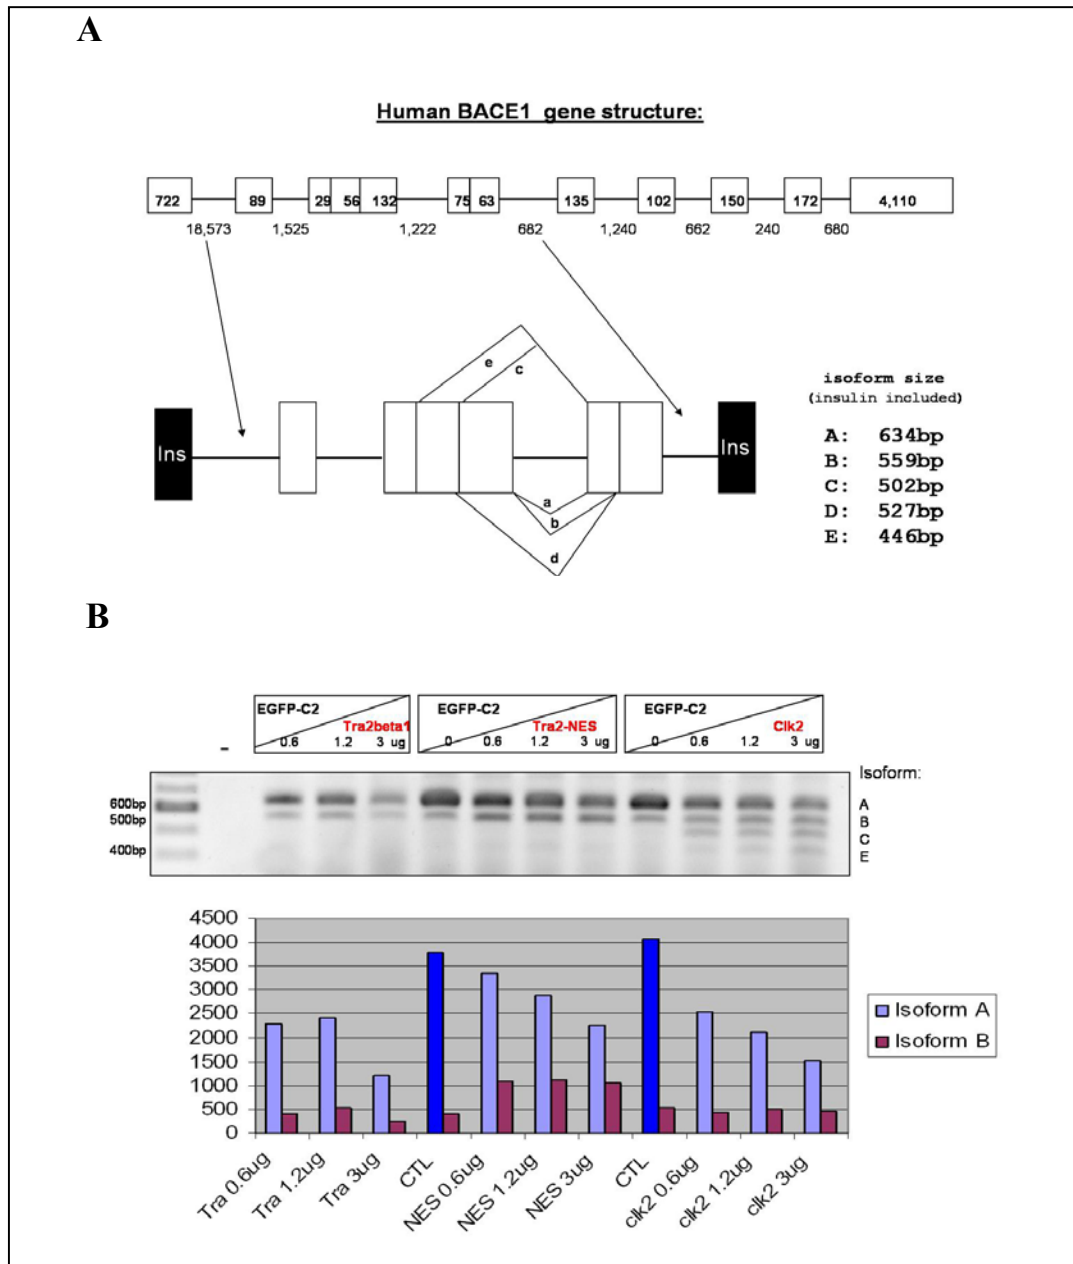 A
Human BACE1 gene structure:
722 89 29 56 132 75 63 135 102 150 172 4,110
18,573 1,525 1,222 682 1,240 662 240 680
e
c
Ins
Ins
a
b
d
isoform size
(insulin included)
A: 634bp
B: 559bp
C: 502bp
D: 527bp
E: 446bp
B
EGFP-C2
Tra2beta1
0.6 1.2 3 ug
EGFP-C2
Tra2-NES
0 0.6 1.2 3 ug
EGFP-C2
Clk2
0 0.6 1.2 3 ug
-
Isoform:
600bp
500bp
400bp
A
B
C
E
4500
4000
3500
3000
2500
2000
1500
1000
500
0
Tra 0.6ug
Tra 1.2ug
Tra 3ug
CTL
NES 0.6ug
NES 1.2ug
NES 3ug
CTL
clk2 0.6ug
clk2 1.2ug
clk2 3ug
Isoform A
Isoform B